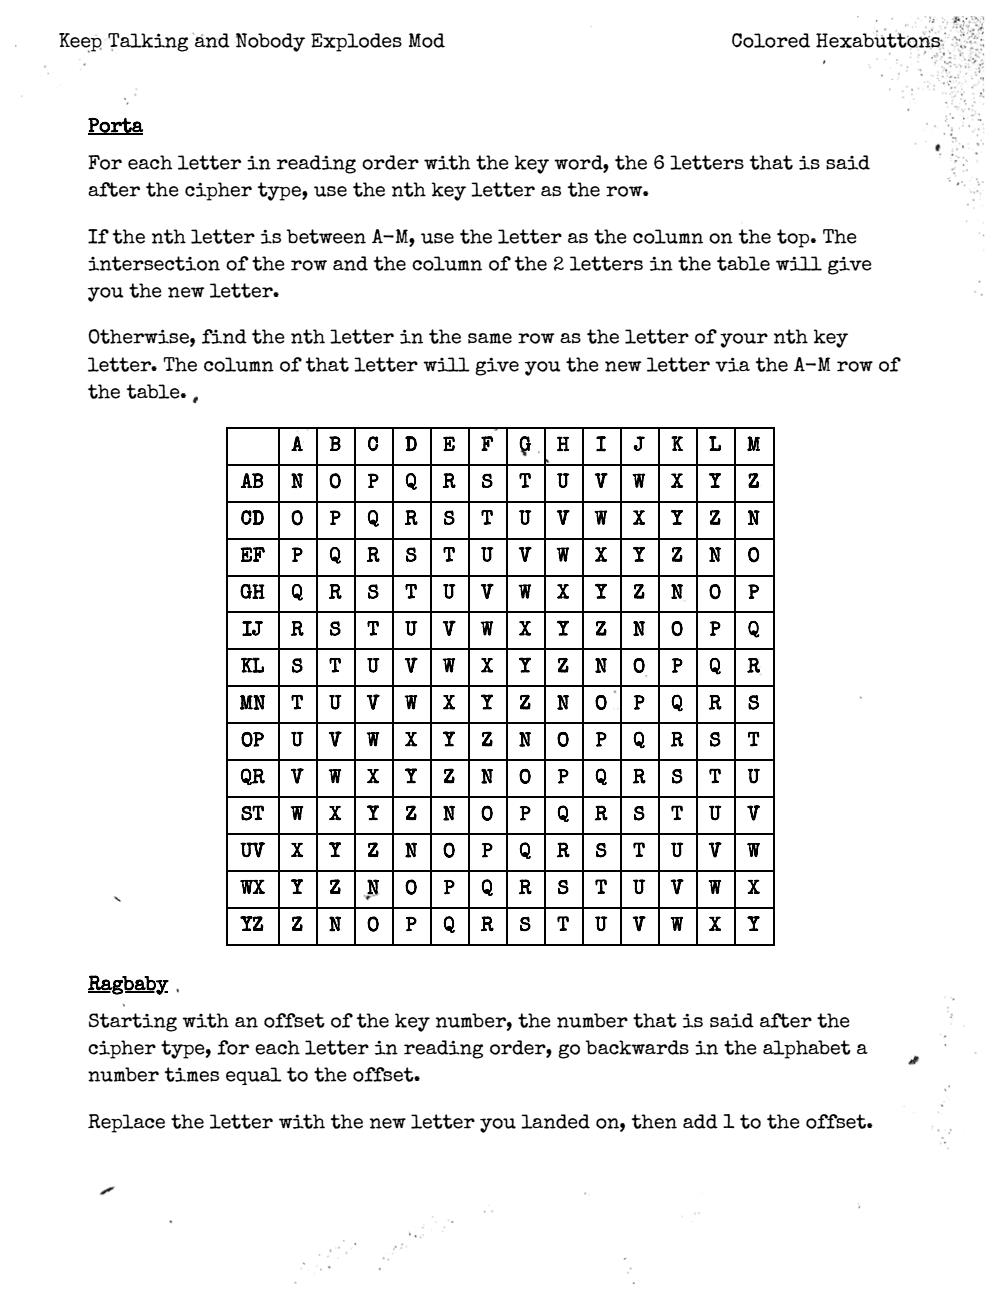 Keep Talking and Nobody Explodes Mod Colored Hexabuttons
Porta
For each letter in reading order with the key word, the 6 letters that is said
after the cipher type, use the nth key letter as the row.
If the nth letter is between A-M, use the letter as the column on the top. The
intersection of the row and the column of the 2 letters in the table will give
you the new letter.
Otherwise, find the nth letter in the same row as the letter of your nth key
letter. The column of that letter will give you the new letter via the A-M row of
the table.
A B C D E F G H I J K L M
AB N O P Q R S T U V W X Y Z
CD O P Q R S T U V W X Y Z N
EF P Q R S T U V W X Y Z N O
GH Q R S T U V W X Y Z N O P
IJ R S T U V W X Y Z N O P Q
KL S T U V W X Y Z N O P Q R
MN T U V W X Y Z N O P Q R S
OP U V W X Y Z N O P Q R S T
QR V W X Y Z N O P Q R S T U
ST W X Y Z N O P Q R S T U V
UV X Y Z N O P Q R S T U V W
WX Y Z N O P Q R S T U V W X
YZ Z N O P Q R S T U V W X Y
Ragbaby
Starting with an offset of the key number, the number that is said after the
cipher type, for each letter in reading order, go backwards in the alphabet a
number times equal to the offset.
Replace the letter with the new letter you landed on, then add 1 to the offset.